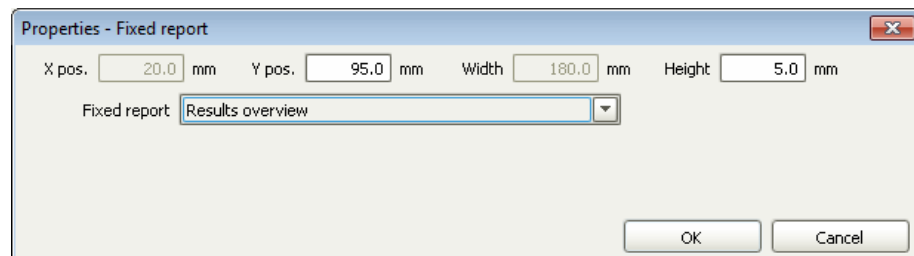 Properties - Fixed report
X pos. 20.0 mm Y pos. 95.0 mm Width 180.0 mm Height 5.0 mm
Fixed report Results overview
OK Cancel